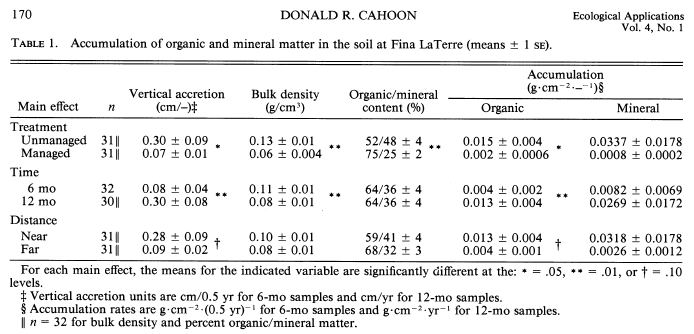 170 DONALD R. CAHOON Ecological Applications
Vol. 4, No. 1
TABLE 1. Accumulation of organic and mineral matter in the soil at Fina LaTerre (means ± 1 SE).
Accumulation
Vertical accretion Bulk density Organic/mineral (g·cm⁻²·–⁻¹)§
Main effect n (cm/–)‡ (g/cm³) content (%) Organic Mineral
Treatment
Unmanaged 31‖ 0.30 ± 0.09 * 0.13 ± 0.01 ** 52/48 ± 4 ** 0.015 ± 0.004 * 0.0337 ± 0.0178
Managed 31‖ 0.07 ± 0.01 0.06 ± 0.004 75/25 ± 2 0.002 ± 0.0006 0.0008 ± 0.0002
Time
6 mo 32 0.08 ± 0.04 ** 0.11 ± 0.01 ** 64/36 ± 4 0.004 ± 0.002 ** 0.0082 ± 0.0069
12 mo 30‖ 0.30 ± 0.08 0.08 ± 0.01 64/36 ± 4 0.013 ± 0.004 0.0269 ± 0.0172
Distance
Near 31‖ 0.28 ± 0.09 † 0.10 ± 0.01 59/41 ± 4 0.013 ± 0.004 † 0.0318 ± 0.0178
Far 31‖ 0.09 ± 0.02 0.08 ± 0.01 68/32 ± 3 0.004 ± 0.001 0.0026 ± 0.0012
For each main effect, the means for the indicated variable are significantly different at the: * = .05, ** = .01, or † = .10
levels.
‡ Vertical accretion units are cm/0.5 yr for 6-mo samples and cm/yr for 12-mo samples.
§ Accumulation rates are g·cm⁻²·(0.5 yr)⁻¹ for 6-mo samples and g·cm⁻²·yr⁻¹ for 12-mo samples.
‖ n = 32 for bulk density and percent organic/mineral matter.